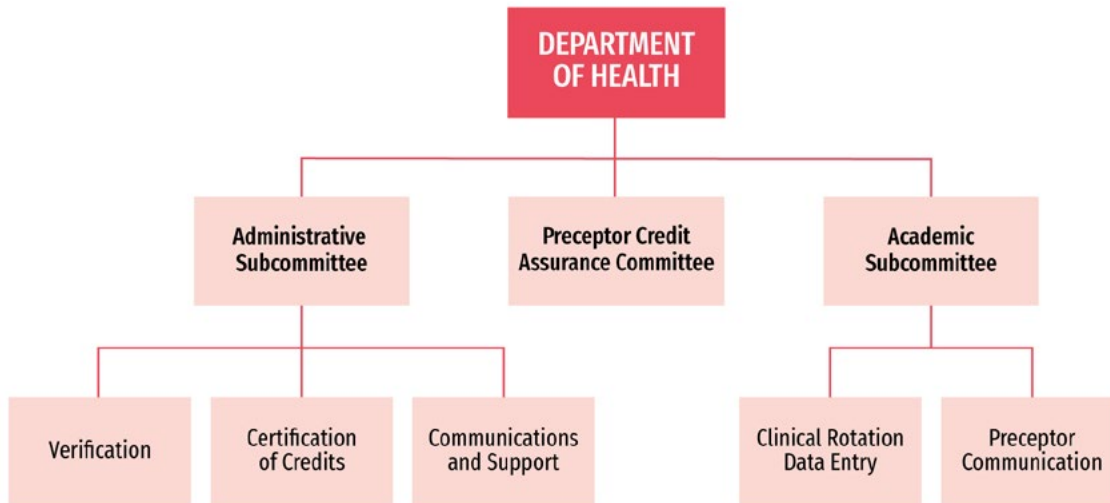 DEPARTMENT
OF HEALTH
Administrative
Subcommittee
Preceptor Credit
Assurance Committee
Academic
Subcommittee
Verification
Certification
of Credits
Communications
and Support
Clinical Rotation
Data Entry
Preceptor
Communication